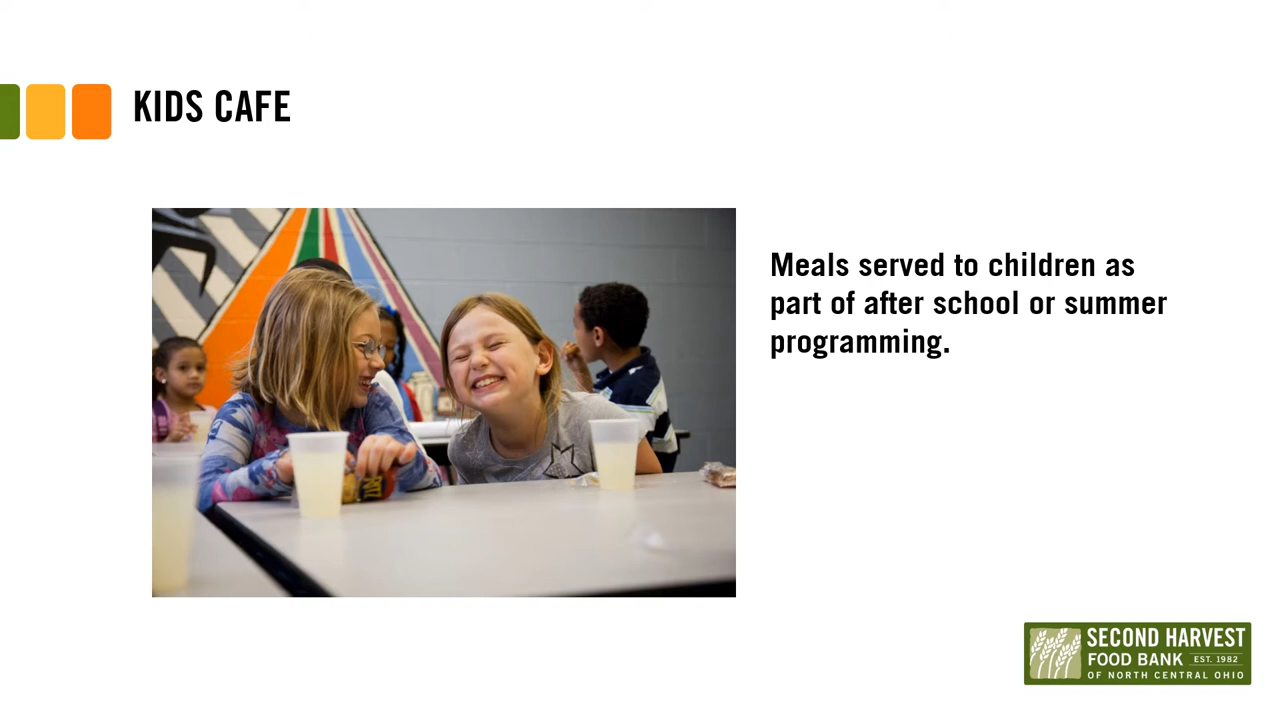 KIDS CAFE
Meals served to children as
part of after school or summer
programming.
SECOND HARVEST
FOOD BANK EST. 1982
OF NORTH CENTRAL OHIO